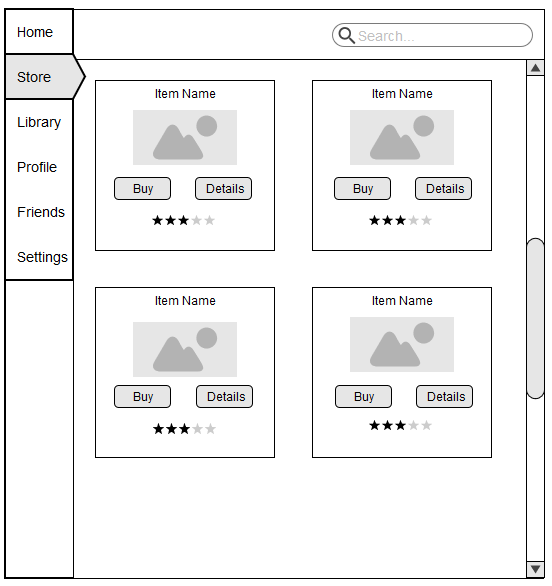 Home
Search...
Store
Library
Profile
Friends
Settings
Item Name
Buy Details
Item Name
Buy Details
Item Name
Buy Details
Item Name
Buy Details